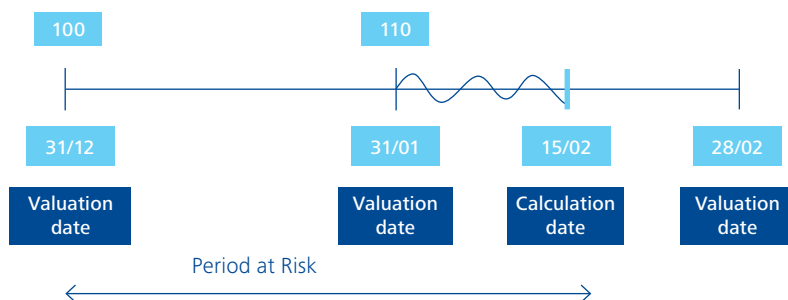 100
110
31/12
31/01
15/02
28/02
Valuation
date
Valuation
date
Calculation
date
Valuation
date
Period at Risk